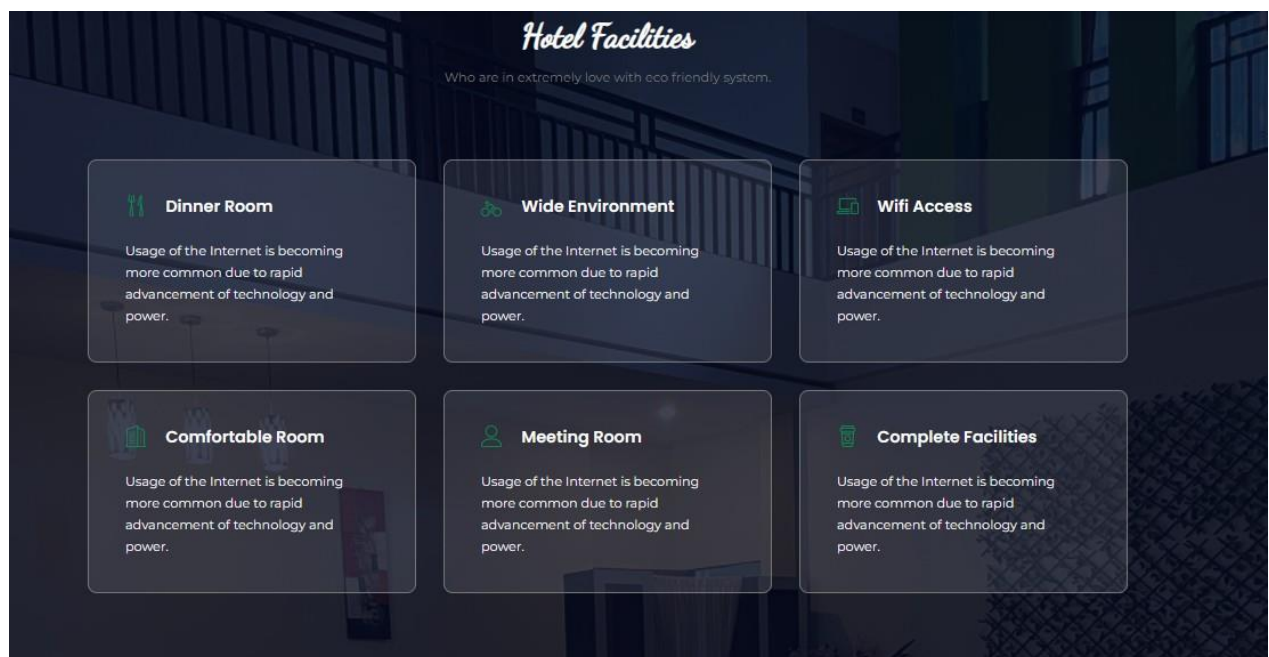 Hotel Facilities
Who are in extremely love with eco friendly system.
Dinner Room
Usage of the Internet is becoming
more common due to rapid
advancement of technology and
power.
Wide Environment
Usage of the Internet is becoming
more common due to rapid
advancement of technology and
power.
Wifi Access
Usage of the Internet is becoming
more common due to rapid
advancement of technology and
power.
Comfortable Room
Usage of the Internet is becoming
more common due to rapid
advancement of technology and
power.
Meeting Room
Usage of the Internet is becoming
more common due to rapid
advancement of technology and
power.
Complete Facilities
Usage of the Internet is becoming
more common due to rapid
advancement of technology and
power.